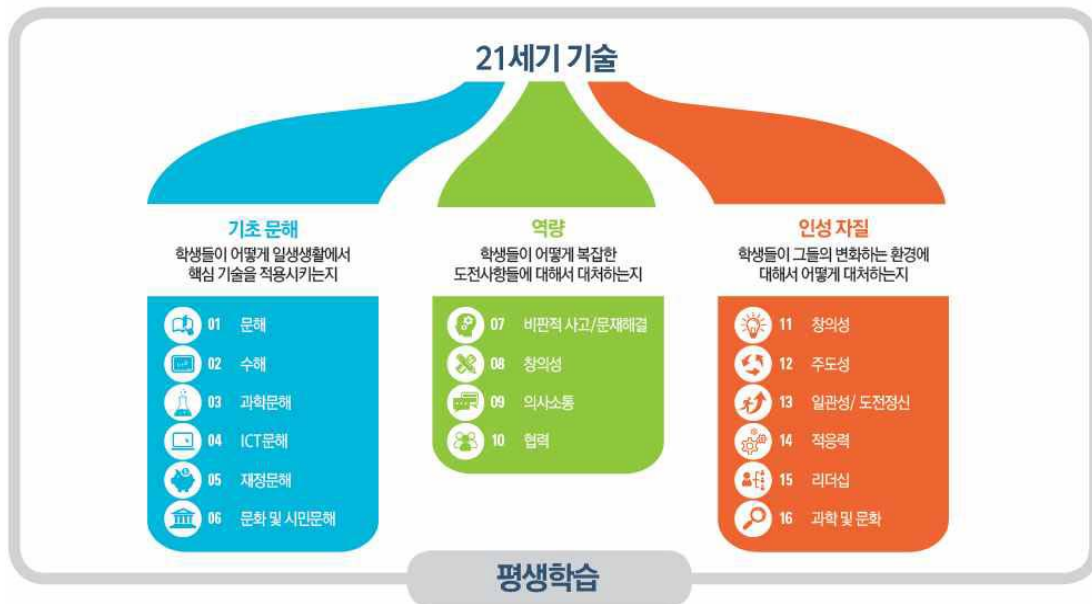 21세기 기술
기초 문해
학생들이 어떻게 일생생활에서
핵심 기술을 적용시키는지
01 문해
02 수해
03 과학문해
04 ICT문해
05 재정문해
06 문화 및 시민문해
역량
학생들이 어떻게 복잡한
도전사항들에 대해서 대처하는지
07 비판적 사고/문재해결
08 창의성
09 의사소통
10 협력
인성 자질
학생들이 그들의 변화하는 환경에
대해서 어떻게 대처하는지
11 창의성
12 주도성
13 일관성/ 도전정신
14 적응력
15 리더십
16 과학 및 문화
평생학습